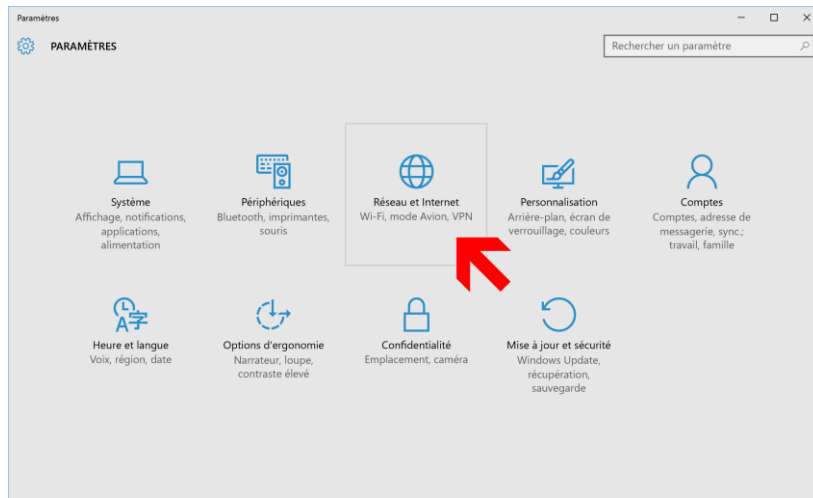 Paramètres
PARAMÈTRES
Rechercher un paramètre
Système
Affichage, notifications,
applications,
alimentation
Périphériques
Bluetooth, imprimantes,
souris
Réseau et Internet
Wi-Fi, mode Avion, VPN
Personnalisation
Arrière-plan, écran de
verrouillage, couleurs
Comptes
Comptes, adresse de
messagerie, sync.;
travail, famille
Heure et langue
Voix, région, date
Options d'ergonomie
Narrateur, loupe,
contraste élevé
Confidentialité
Emplacement, caméra
Mise à jour et sécurité
Windows Update,
récupération,
sauvegarde